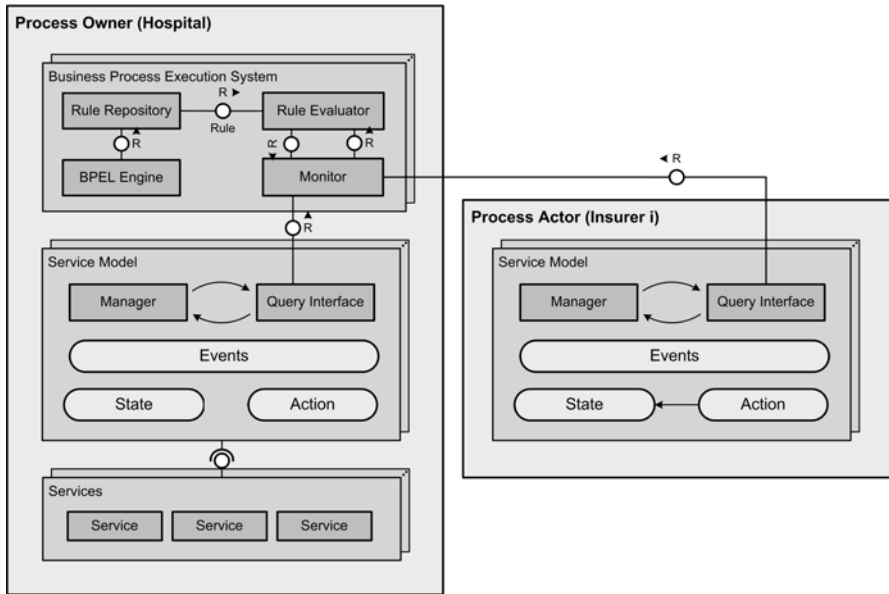 Process Owner (Hospital)
Business Process Execution System
R
Rule Repository
Rule Evaluator
Rule
R
R
R
R
BPEL Engine
Monitor
Process Actor (Insurer i)
R
Service Model
Service Model
Manager
Query Interface
Manager
Query Interface
Events
Events
State
Action
State
Action
Services
Service
Service
Service